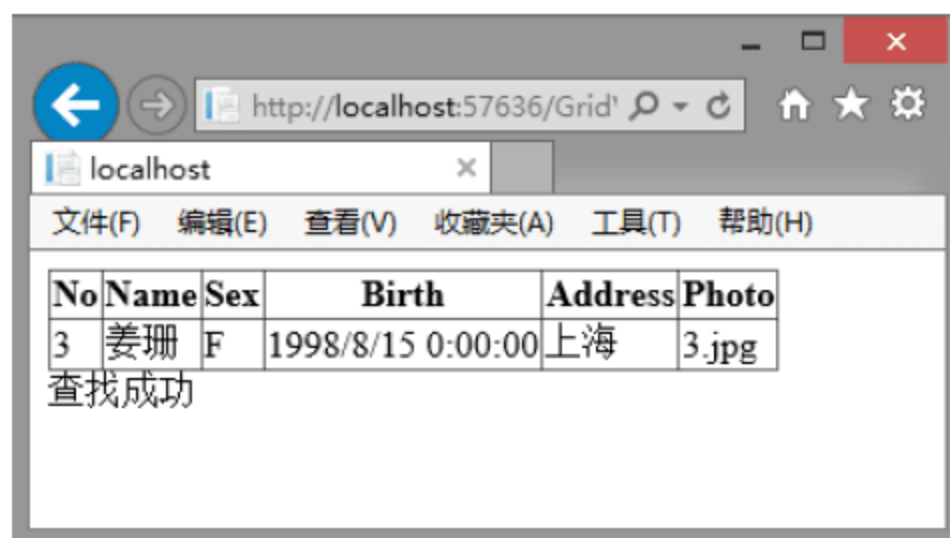 http://localhost:57636/Grid'
localhost
文件(F) 编辑(E) 查看(V) 收藏夹(A) 工具(T) 帮助(H)
No Name Sex Birth Address Photo
3 姜珊 F 1998/8/15 0:00:00 上海 3.jpg
查找成功